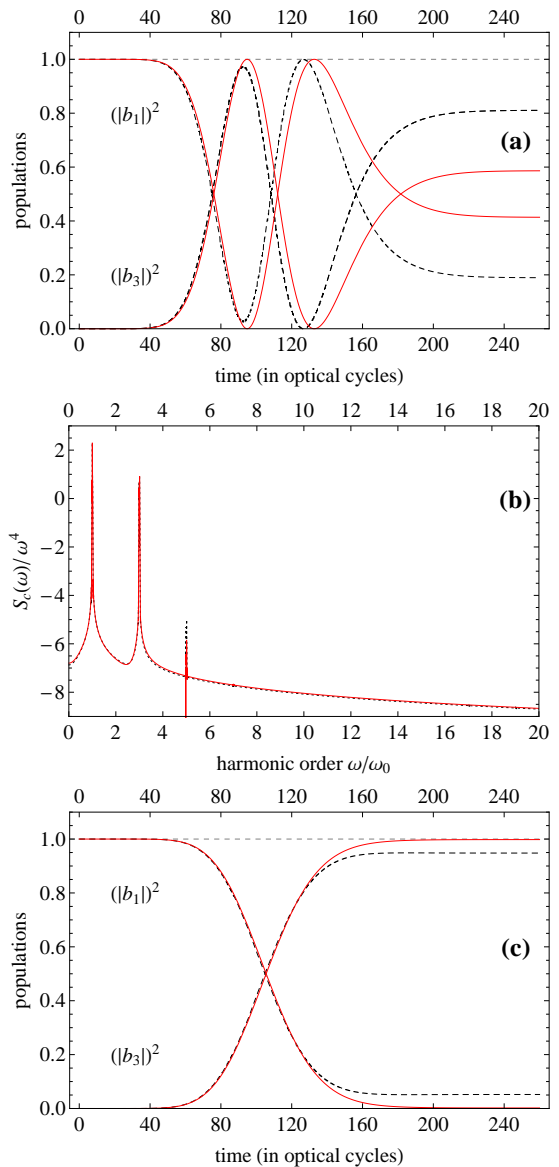 0 40 80 120 160 200 240
1.0
0.8
0.6
0.4
0.2
0.0
populations
(|b₁|)²
(a)
(|b₃|)²
0 40 80 120 160 200 240
time (in optical cycles)
0 2 3 4 5 6 8 10 12 14 16 18 20
2
0
−2
−4
−6
−8
S_c(ω)/ω⁴
(b)
0 2 4 6 8 10 12 14 16 18 20
harmonic order ω/ω₀
0 40 80 120 160 200 240
1.0
0.8
0.6
0.4
0.2
0.0
populations
(|b₁|)²
(c)
(|b₃|)²
0 40 80 120 160 200 240
time (in optical cycles)